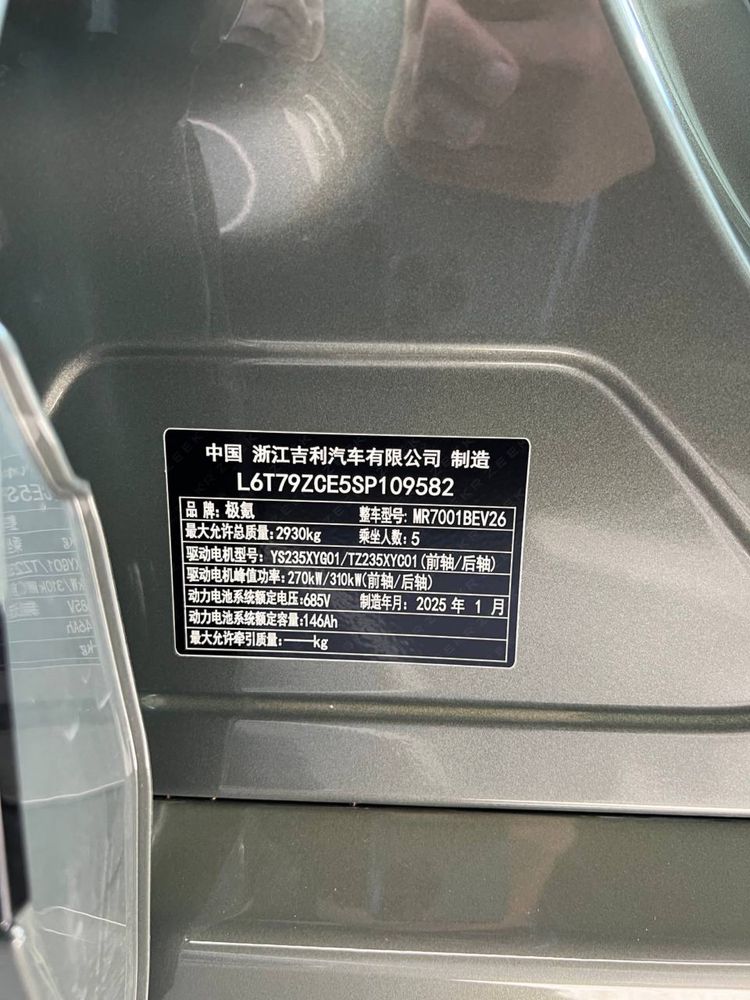 中国 浙江吉利汽车有限公司 制造
L6T79ZCE5SP109582
品 牌: 极氪 整车型号: MR7001BEV26
最大允许总质量: 2930kg 乘坐人数: 5
驱动电机型号: YS235XYG01/TZ235XYC01(前轴/后轴)
驱动电机峰值功率: 270kW/310kW(前轴/后轴)
动力电池系统额定电压: 685V 制造年月: 2025 年 1 月
动力电池系统额定容量: 146Ah
最大允许牵引质量: ——kg